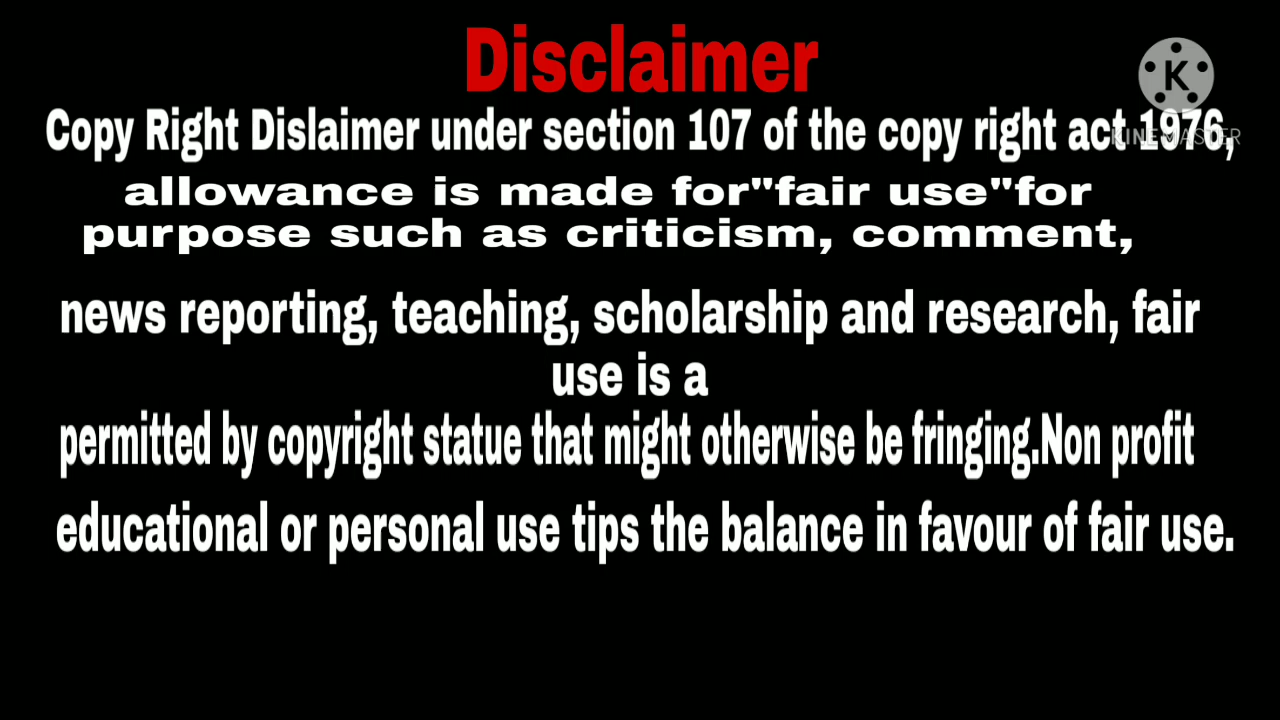 Disclaimer
K
Copy Right Dislaimer under section 107 of the copy right act 1976,
KINEMASTER
allowance is made for"fair use"for
purpose such as criticism, comment,
news reporting, teaching, scholarship and research, fair
use is a
permitted by copyright statue that might otherwise be fringing.Non profit
educational or personal use tips the balance in favour of fair use.